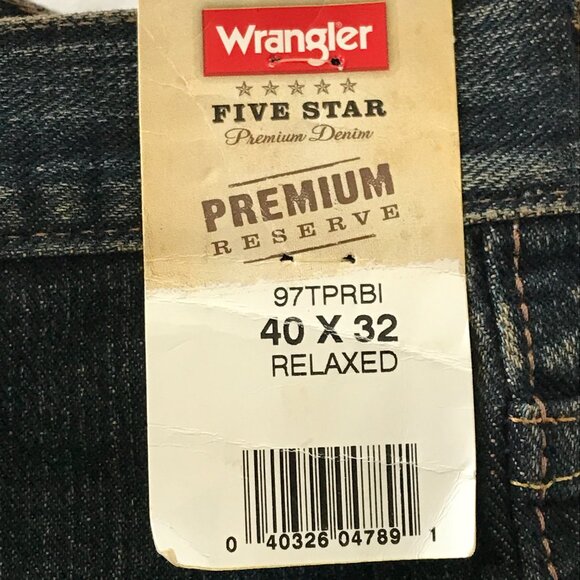 Wrangler
FIVE STAR
Premium Denim
PREMIUM
RESERVE
97TPRBI
40 X 32
RELAXED
0 40326 04789 1